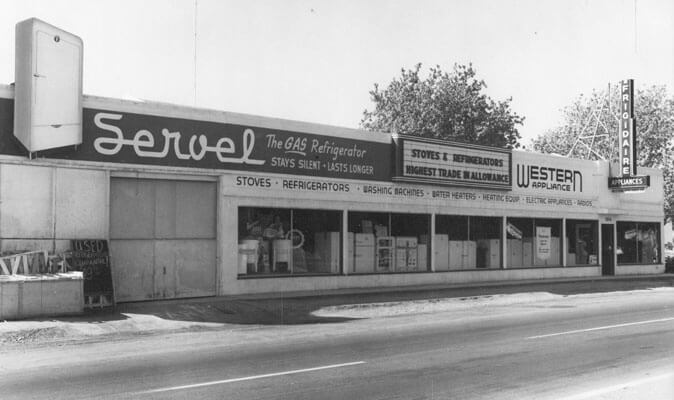 Servel
The GAS Refrigerator
STAYS SILENT • LASTS LONGER
STOVES & REFRIGERATORS
HIGHEST TRADE IN ALLOWANCE
WESTERN
APPLIANCE
FRIGIDAIRE
APPLIANCES
STOVES • REFRIGERATORS • WASHING MACHINES • WATER HEATERS • HEATING EQUIP. • ELECTRIC APPLIANCES • RADIOS
USED